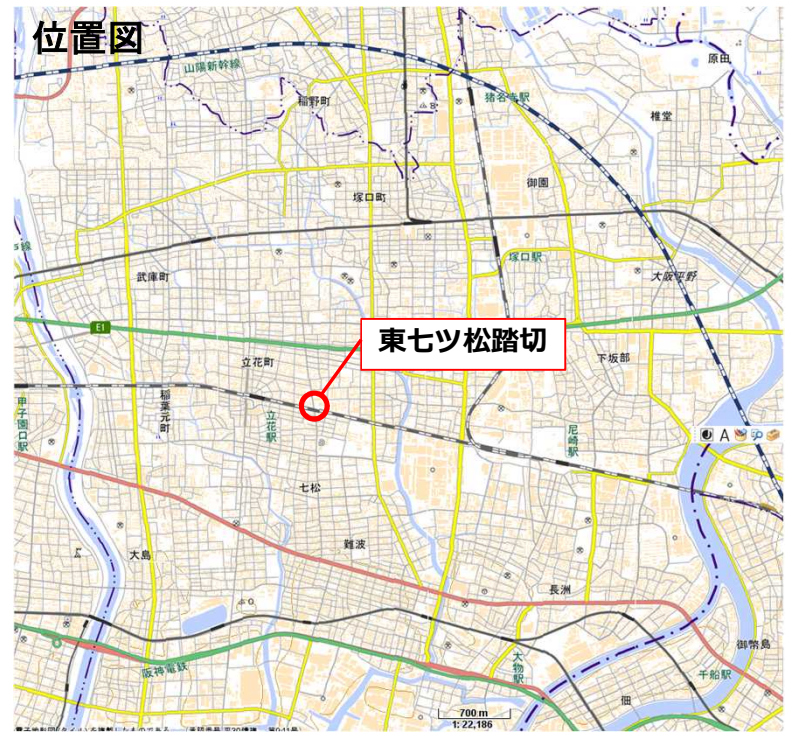 位置図
山陽新幹線
原田
猪名寺駅
稲野町
椎堂
御園
塚口町
塚口駅
武庫町
大阪平野
E1
東七ツ松踏切
立花町
下坂部
甲子園口駅
稲葉元町
立花駅
尼崎駅
七松
難波
大島
長洲
御幣島
阪神電鉄
大物駅
千船駅
佃
700 m
1: 22,186